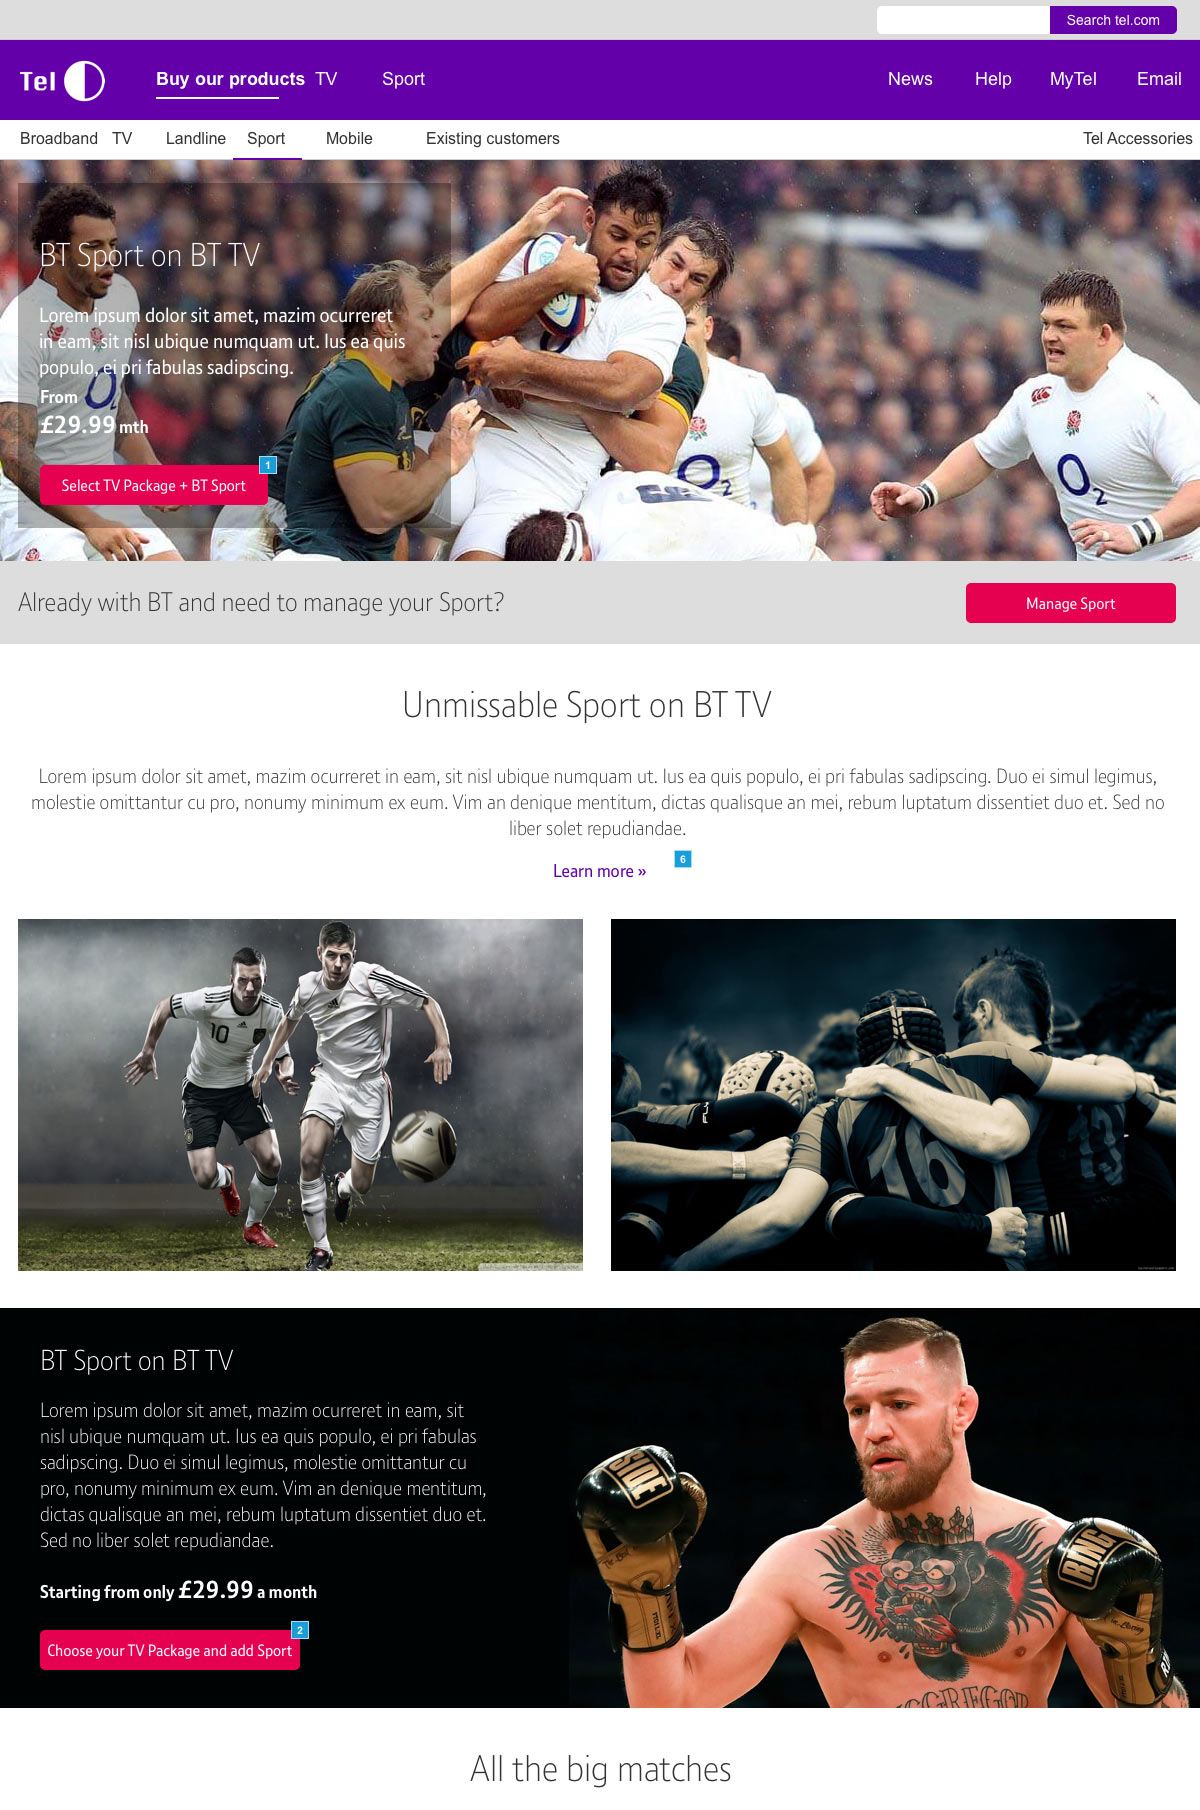 Search tel.com
Tel
Buy our products TV Sport News Help MyTel Email
Broadband TV Landline Sport Mobile Existing customers Tel Accessories
BT Sport on BT TV
Lorem ipsum dolor sit amet, mazim ocurreret
in eam, sit nisl ubique numquam ut. Ius ea quis
populo, ei pri fabulas sadipscing.
From
£29.99 mth
1
Select TV Package + BT Sport
O2
O2
O2
Already with BT and need to manage your Sport?
Manage Sport
Unmissable Sport on BT TV
Lorem ipsum dolor sit amet, mazim ocurreret in eam, sit nisl ubique numquam ut. Ius ea quis populo, ei pri fabulas sadipscing. Duo ei simul legimus,
molestie omittantur cu pro, nonumy minimum ex eum. Vim an denique mentitum, dictas qualisque an mei, rebum luptatum dissentiet duo et. Sed no
liber solet repudiandae.
6
Learn more »
10
16
13
BT Sport on BT TV
Lorem ipsum dolor sit amet, mazim ocurreret in eam, sit
nisl ubique numquam ut. Ius ea quis populo, ei pri fabulas
sadipscing. Duo ei simul legimus, molestie omittantur cu
pro, nonumy minimum ex eum. Vim an denique mentitum,
dictas qualisque an mei, rebum luptatum dissentiet duo et.
Sed no liber solet repudiandae.
Starting from only £29.99 a month
2
Choose your TV Package and add Sport
SIDE
RING
McGREGOR
All the big matches